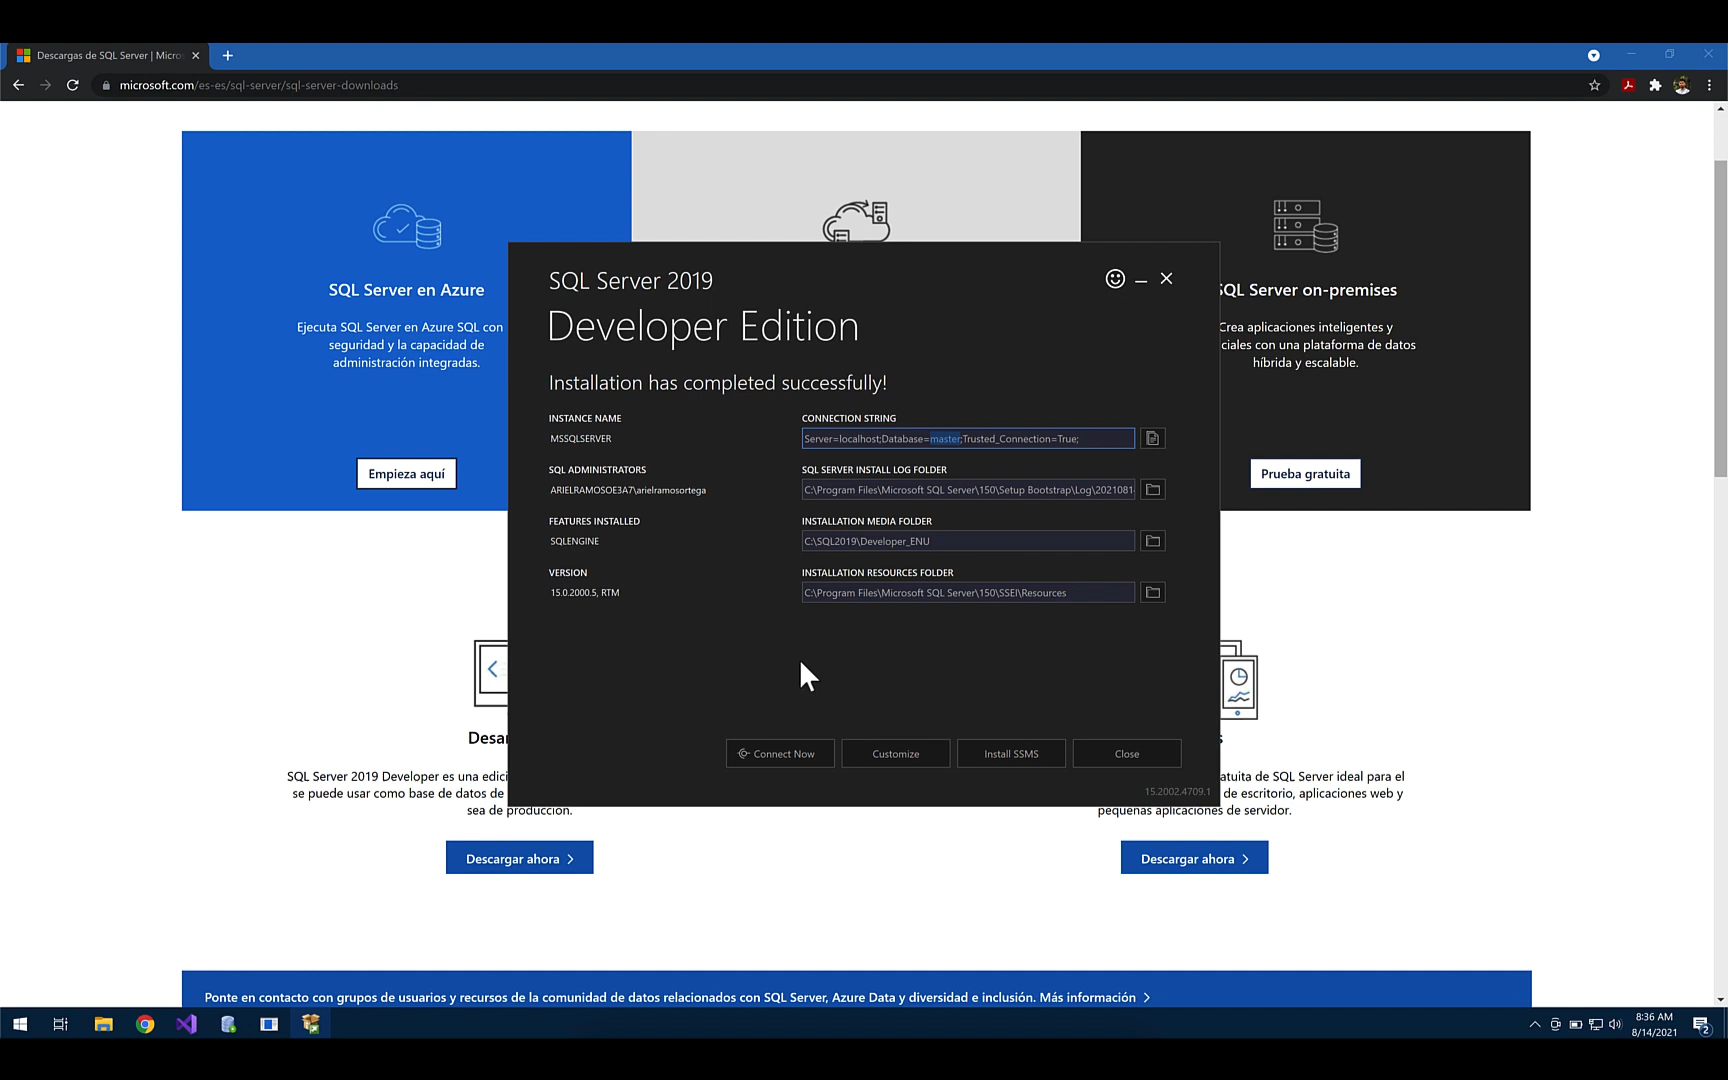 Descargas de SQL Server | Micro
microsoft.com/es-es/sql-server/sql-server-downloads
SQL Server en Azure
Ejecuta SQL Server en Azure SQL con
seguridad y la capacidad de
administración integradas.
Empieza aquí
SQL Server on-premises
Crea aplicaciones inteligentes y
ciales con una plataforma de datos
híbrida y escalable.
Prueba gratuita
SQL Server 2019
Developer Edition
Installation has completed successfully!
INSTANCE NAME
MSSQLSERVER
SQL ADMINISTRATORS
ARIELRAMOSOE3A7\arielramosortega
FEATURES INSTALLED
SQLENGINE
VERSION
15.0.2000.5, RTM
CONNECTION STRING
Server=localhost;Database=master;Trusted_Connection=True;
SQL SERVER INSTALL LOG FOLDER
C:\Program Files\Microsoft SQL Server\150\Setup Bootstrap\Log\2021081
INSTALLATION MEDIA FOLDER
C:\SQL2019\Developer_ENU
INSTALLATION RESOURCES FOLDER
C:\Program Files\Microsoft SQL Server\150\SSEI\Resources
Connect Now
Customize
Install SSMS
Close
15.2002.4709.1
Desar
SQL Server 2019 Developer es una edici
se puede usar como base de datos de
sea de producción.
Descargar ahora
s
atuita de SQL Server ideal para el
de escritorio, aplicaciones web y
pequeñas aplicaciones de servidor.
Descargar ahora
Ponte en contacto con grupos de usuarios y recursos de la comunidad de datos relacionados con SQL Server, Azure Data y diversidad e inclusión. Más información
8:36 AM
8/14/2021
2